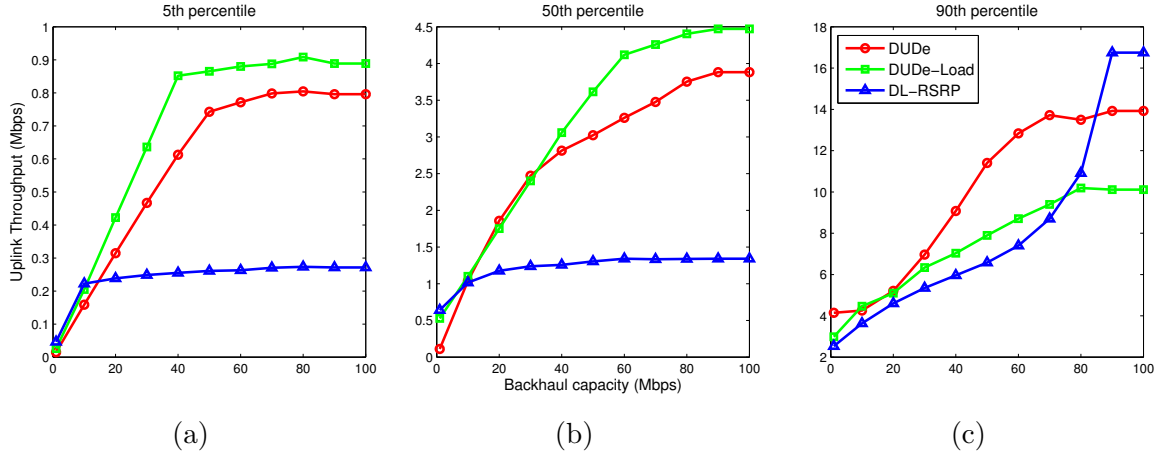 5th percentile
50th percentile
90th percentile
Uplink Throughput (Mbps)
1
0.9
0.8
0.7
0.6
0.5
0.4
0.3
0.2
0.1
0
0 20 40 60 80 100
4.5
4
3.5
3
2.5
2
1.5
1
0.5
0
0 20 40 60 80 100
Backhaul capacity (Mbps)
18
16
14
12
10
8
6
4
2
0 20 40 60 80 100
DUDe
DUDe-Load
DL-RSRP
(a)
(b)
(c)